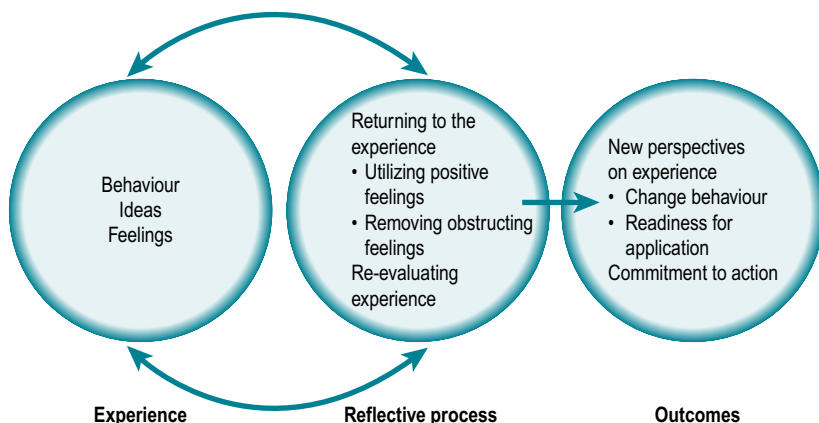 Behaviour
Ideas
Feelings
Returning to the
experience
• Utilizing positive
feelings
• Removing obstructing
feelings
Re-evaluating
experience
New perspectives
on experience
• Change behaviour
• Readiness for
application
Commitment to action
Experience
Reflective process
Outcomes